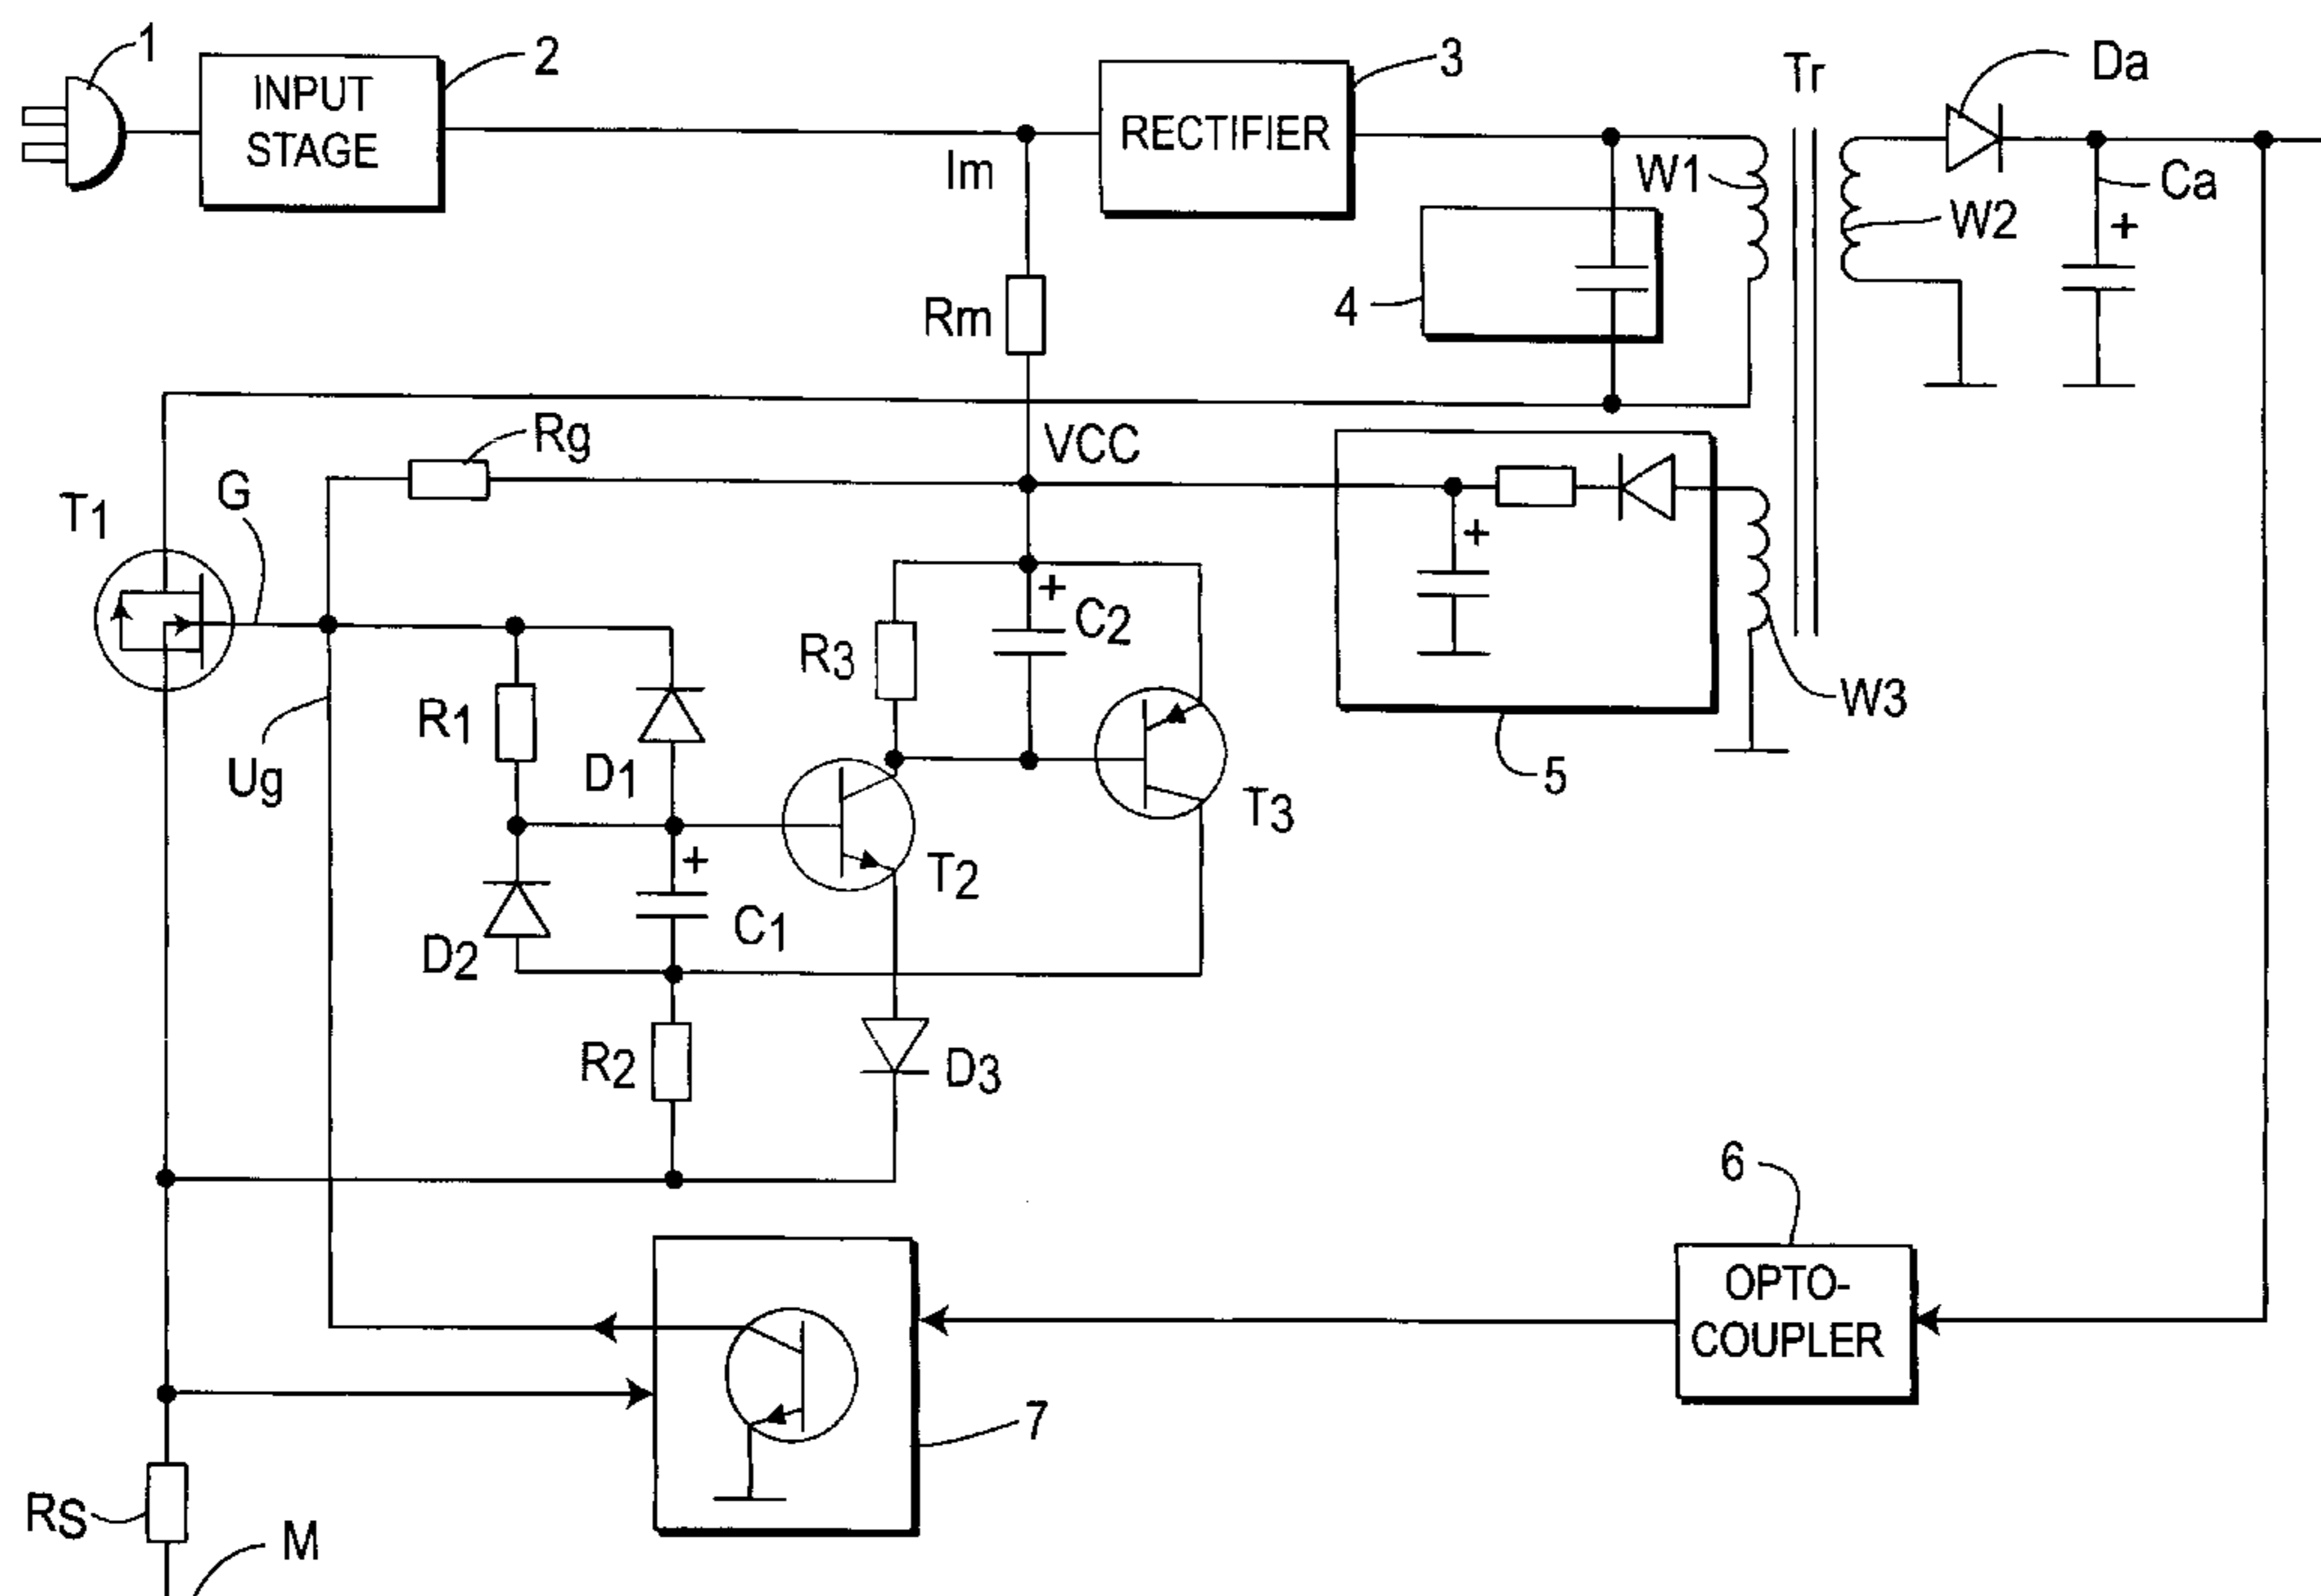 1
INPUT
STAGE
2
Im
RECTIFIER
3
Tr
Da
W1
W2
Ca
+
4
Rm
VCC
Rg
G
T1
+
C2
R3
+
W3
5
Ug
R1
D1
T3
+
T2
C1
D2
R2
D3
6
OPTO-
COUPLER
7
RS
M